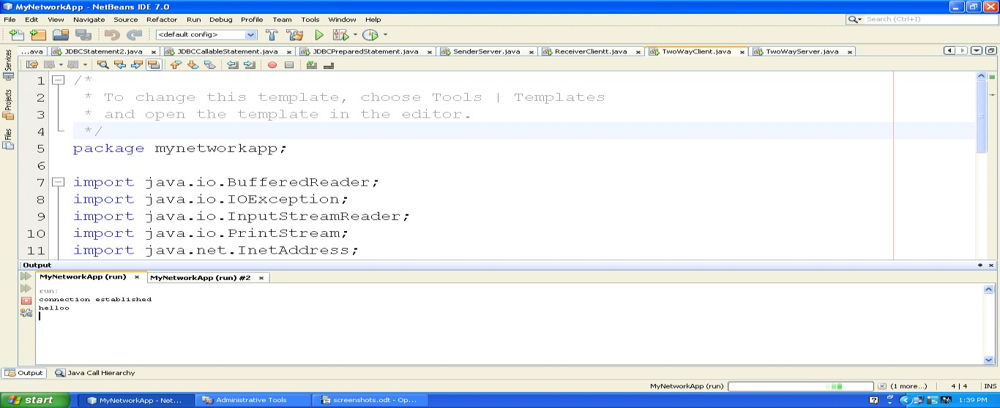 MyNetworkApp - NetBeans IDE 7.0
File Edit View Navigate Source Refactor Run Debug Profile Team Tools Window Help
Search (Ctrl+I)
<default config>
...ava JDBCStatement2.java JDBCCallableStatement.java JDBCPreparedStatement.java SenderServer.java ReceiverClientt.java TwoWayClient.java TwoWayServer.java
Services
Projects
Files
1 /*
2 * To change this template, choose Tools | Templates
3 * and open the template in the editor.
4 */
5 package mynetworkapp;
6
7 import java.io.BufferedReader;
8 import java.io.IOException;
9 import java.io.InputStreamReader;
10 import java.io.PrintStream;
11 import java.net.InetAddress;
Output
MyNetworkApp (run) MyNetworkApp (run) #2
run:
connection established
helloo
Output Java Call Hierarchy
MyNetworkApp (run) (1 more...) 4 | 4 INS
start MyNetworkApp - Net... Administrative Tools screenshots.odt - Op... 1:39 PM